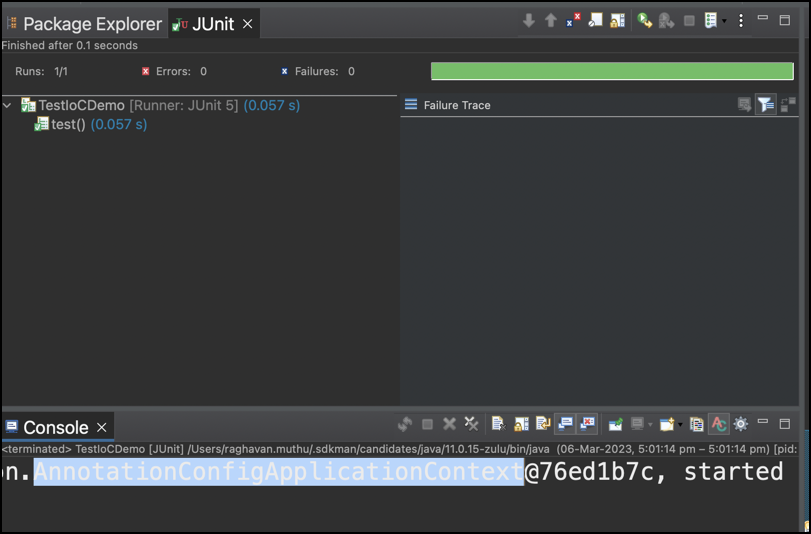 Package Explorer JUnit
Finished after 0.1 seconds
Runs: 1/1 Errors: 0 Failures: 0
TestIoCDemo [Runner: JUnit 5] (0.057 s)
test() (0.057 s)
Failure Trace
Console
<terminated> TestIoCDemo [JUnit] /Users/raghavan.muthu/.sdkman/candidates/java/11.0.15-zulu/bin/java (06-Mar-2023, 5:01:14 pm – 5:01:14 pm) [pid:
on.AnnotationConfigApplicationContext@76ed1b7c, started